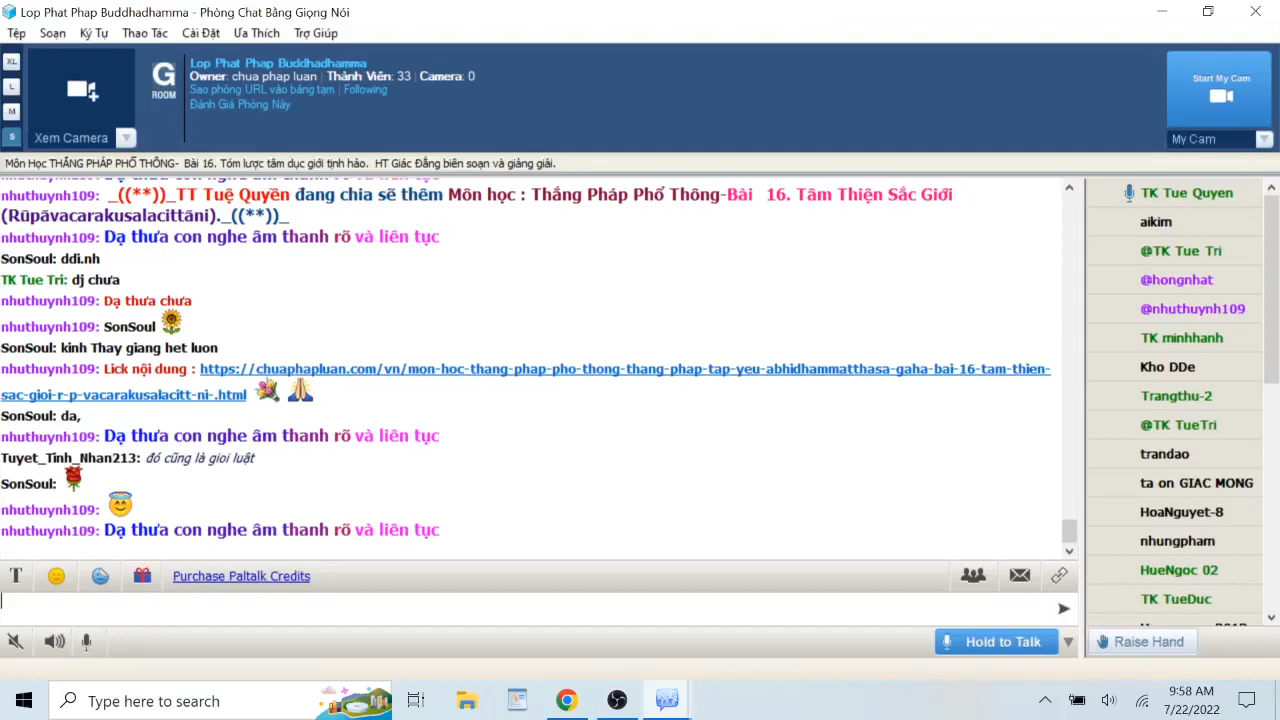 Lop Phat Phap Buddhadhamma - Phòng Chat Bằng Giọng Nói
Tệp Soạn Ký Tự Thao Tác Cài Đặt Ưa Thích Trợ Giúp
XL
L
M
S
Xem Camera
G
ROOM
Lop Phat Phap Buddhadhamma
Owner: chua phap luan | Thành Viên: 33 | Camera: 0
Sao phòng URL vào bảng tạm | Following
Đánh Giá Phòng Này
Start My Cam
My Cam
Môn Học THẮNG PHÁP PHỔ THÔNG- Bài 16. Tóm lược tâm dục giới tịnh hảo. HT Giác Đẳng biên soạn và giảng giải.
nhuthuynh109: _((**))_TT Tuệ Quyền đang chia sẽ thêm Môn học : Thắng Pháp Phổ Thông-Bài 16. Tâm Thiện Sắc Giới
(Rūpāvacarakusalacittāni)._((**))_
nhuthuynh109: Dạ thưa con nghe âm thanh rõ và liên tục
SonSoul: ddi.nh
TK Tue Tri: dj chưa
nhuthuynh109: Dạ thưa chưa
nhuthuynh109: SonSoul
SonSoul: kinh Thay giang het luon
nhuthuynh109: Lick nội dung : https://chuaphapluan.com/vn/mon-hoc-thang-phap-pho-thong-thang-phap-tap-yeu-abhidhammatthasa-gaha-bai-16-tam-thien-
sac-gioi-r-p-vacarakusalacitt-ni-.html
SonSoul: da,
nhuthuynh109: Dạ thưa con nghe âm thanh rõ và liên tục
Tuyet_Tinh_Nhan213: đó cũng là gioi luật
SonSoul:
nhuthuynh109:
nhuthuynh109: Dạ thưa con nghe âm thanh rõ và liên tục
TK Tue Quyen
aikim
@TK Tue Tri
@hongnhat
@nhuthuynh109
TK minhhanh
Kho DDe
Trangthu-2
@TK TueTri
trandao
ta on GIAC MONG
HoaNguyet-8
nhungpham
HueNgoc 02
TK TueDuc
T
Purchase Paltalk Credits
Hold to Talk
Raise Hand
Type here to search
9:58 AM
7/22/2022